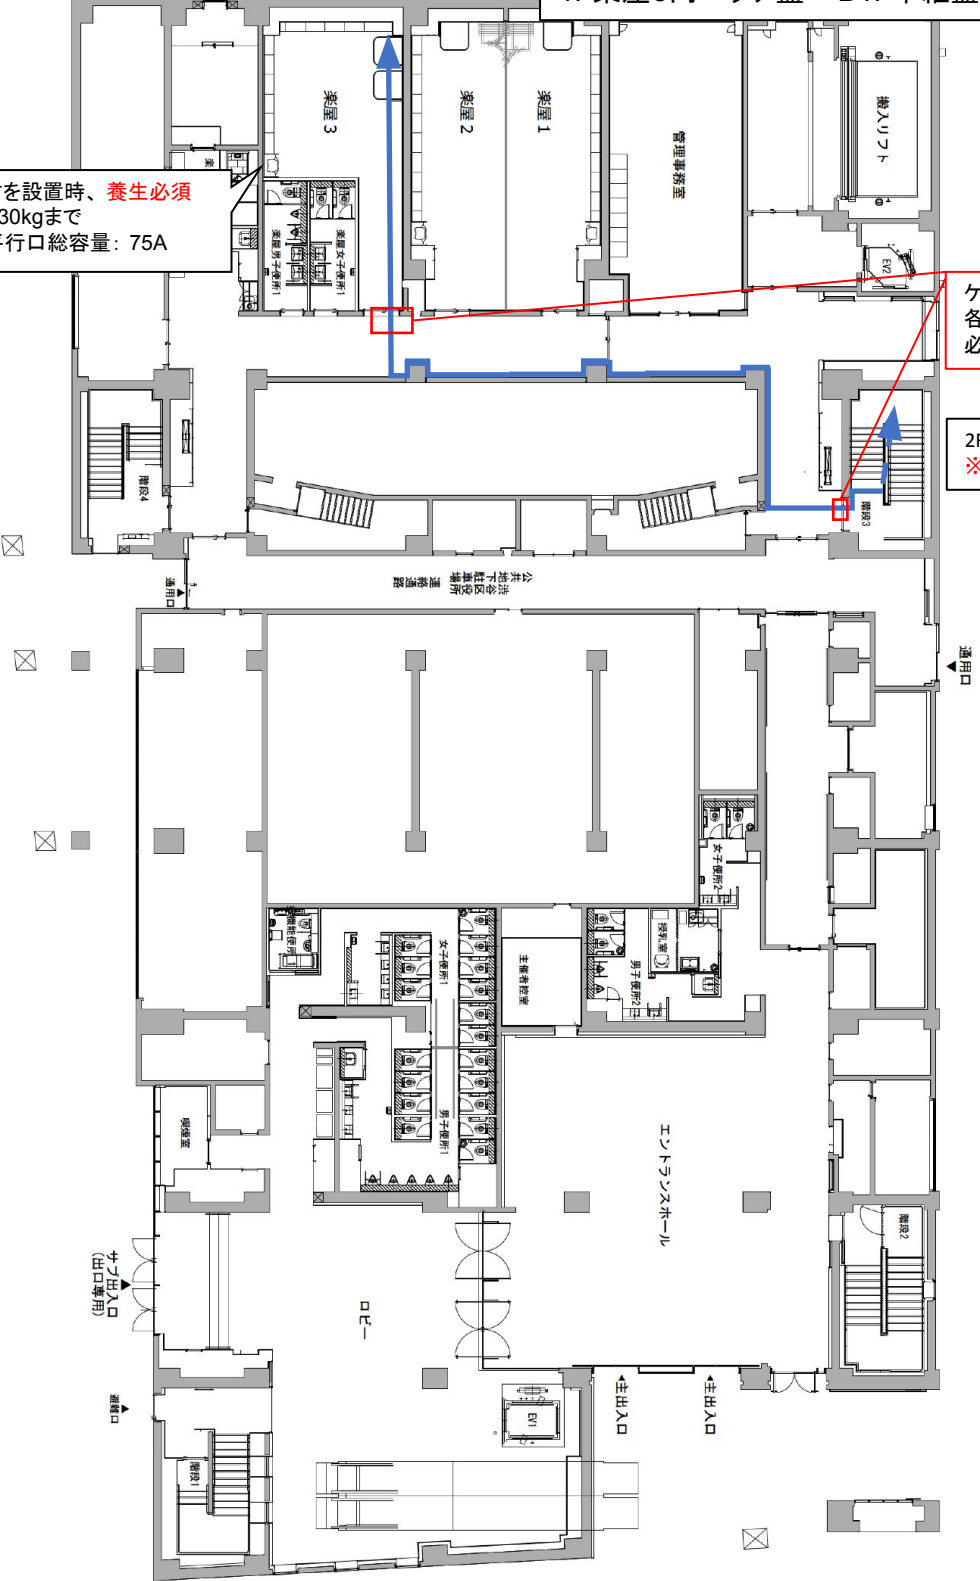 楽屋3
楽屋2
楽屋1
管理事務室
搬入リフト
EV2
を設置時、養生必須
30kgまで
平行口総容量: 75A
楽屋男子便所1
楽屋女子便所1
ケ
各
必
2F
※
階段4
階段3
渋谷区役所
公共地下駐車場
連絡通路
通用口
通用口
女子便所2
授乳室
男子便所2
主催者控室
女子便所1
男子便所1
喫煙室
エントランスホール
階段2
サブ出入口
(出口専用)
ロビー
主出入口
主出入口
EV1
避難口
階段1